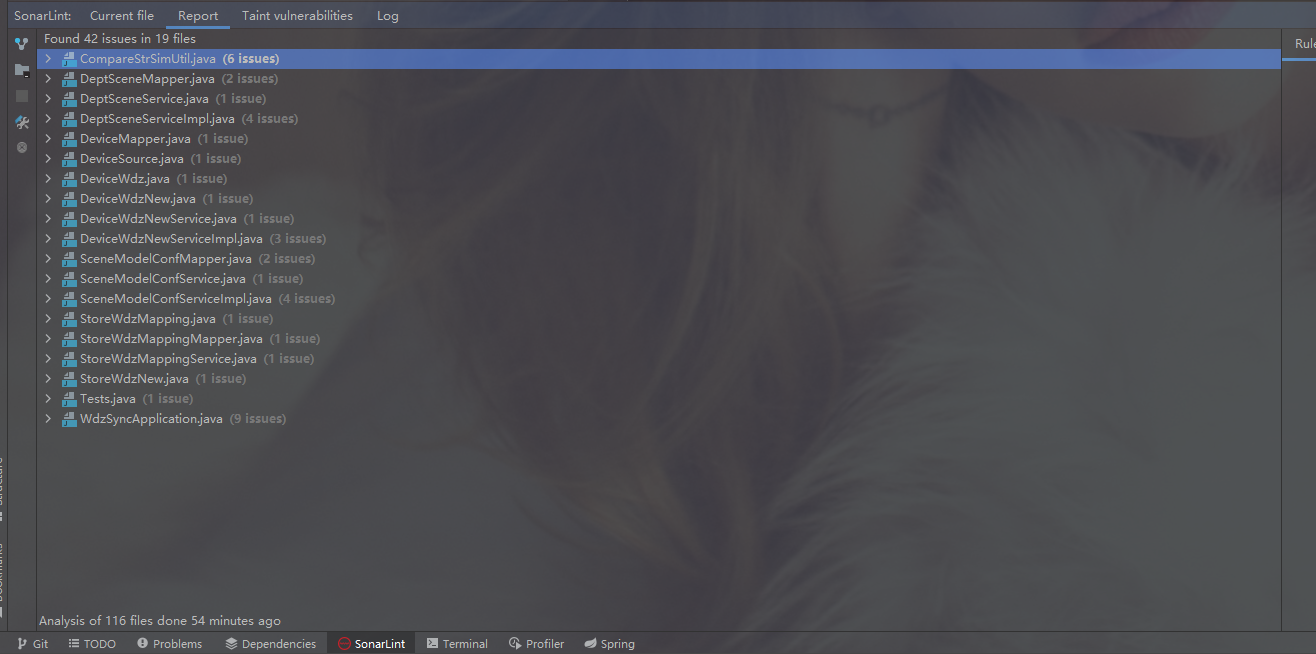 SonarLint: Current file Report Taint vulnerabilities Log
Found 42 issues in 19 files
Rule
CompareStrSimUtil.java (6 issues)
DeptSceneMapper.java (2 issues)
DeptSceneService.java (1 issue)
DeptSceneServiceImpl.java (4 issues)
DeviceMapper.java (1 issue)
DeviceSource.java (1 issue)
DeviceWdz.java (1 issue)
DeviceWdzNew.java (1 issue)
DeviceWdzNewService.java (1 issue)
DeviceWdzNewServiceImpl.java (3 issues)
SceneModelConfMapper.java (2 issues)
SceneModelConfService.java (1 issue)
SceneModelConfServiceImpl.java (4 issues)
StoreWdzMapping.java (1 issue)
StoreWdzMappingMapper.java (1 issue)
StoreWdzMappingService.java (1 issue)
StoreWdzNew.java (1 issue)
Tests.java (1 issue)
WdzSyncApplication.java (9 issues)
Analysis of 116 files done 54 minutes ago
Git TODO Problems Dependencies SonarLint Terminal Profiler Spring